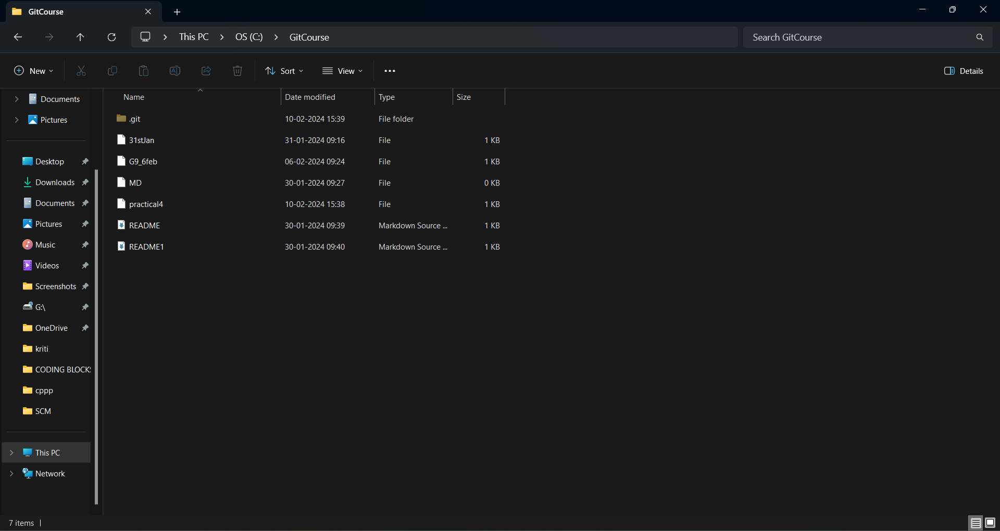 GitCourse
This PC > OS (C:) > GitCourse
Search GitCourse
New
Sort
View
Details
Documents
Pictures
Desktop
Downloads
Documents
Pictures
Music
Videos
Screenshots
G:\
OneDrive
kriti
CODING BLOCKS
cppp
SCM
This PC
Network
Name Date modified Type Size
.git 10-02-2024 15:39 File folder
31stJan 31-01-2024 09:16 File 1 KB
G9_6feb 06-02-2024 09:24 File 1 KB
MD 30-01-2024 09:27 File 0 KB
practical4 10-02-2024 15:38 File 1 KB
README 30-01-2024 09:39 Markdown Source ... 1 KB
README1 30-01-2024 09:40 Markdown Source ... 1 KB
7 items